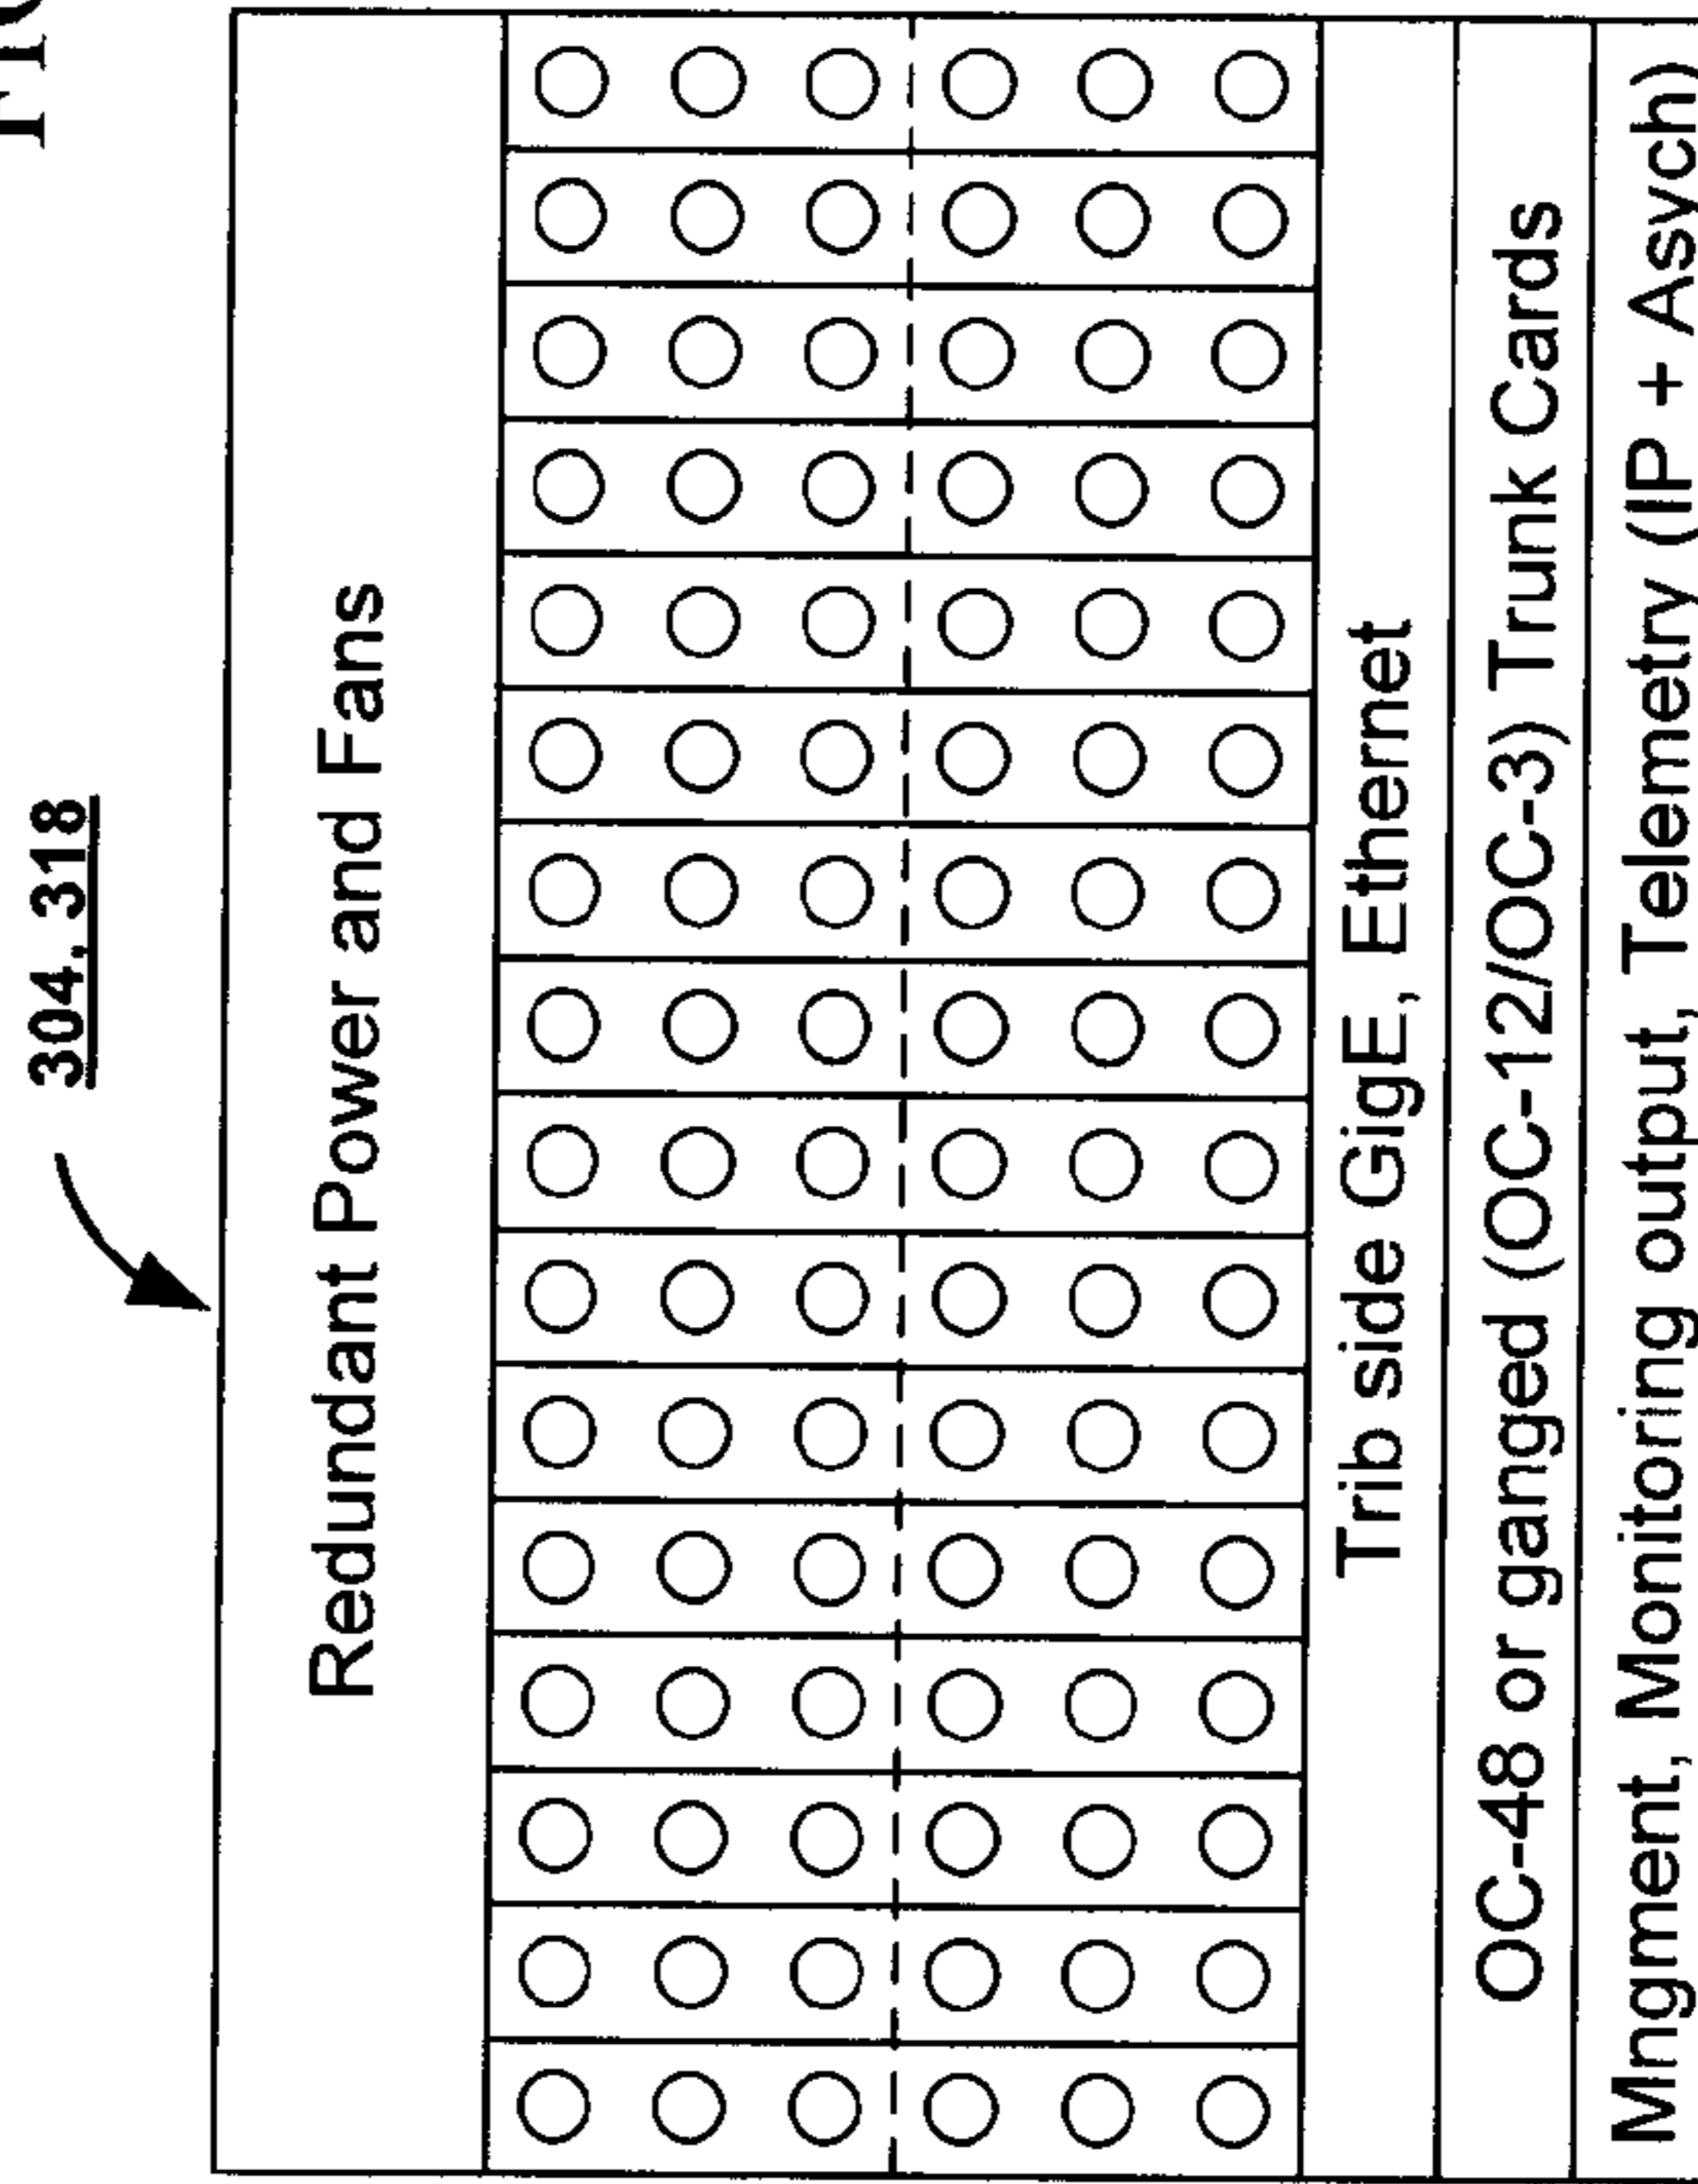 304, 318
Redundant Power and Fans
Trib side GigE, Ethernet
OC-48 or ganged (OC-12/OC-3) Trunk Cards
Mngment, Monitoring output, Telemetry (IP + Asych)